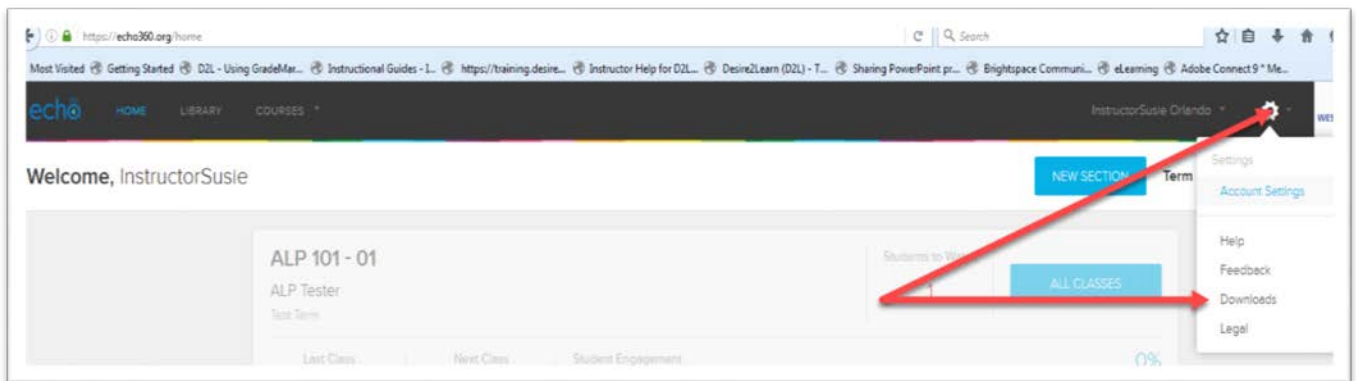 https://echo360.org/home
Search
Most Visited Getting Started D2L - Using GradeMar... Instructional Guides - I... https://training.desire... Instructor Help for D2L... Desire2Learn (D2L) - T... Sharing PowerPoint pr... Brightspace Communi... eLearning Adobe Connect 9 * Me...
echo HOME LIBRARY COURSES InstructorSusie Orlando
Welcome, InstructorSusie
NEW SECTION Term
Settings
Account Settings
Help
Feedback
Downloads
Legal
ALP 101 - 01
ALP Tester
Test Term
Students to
1
ALL CLASSES
Last Class Next Class Student Engagement 0%